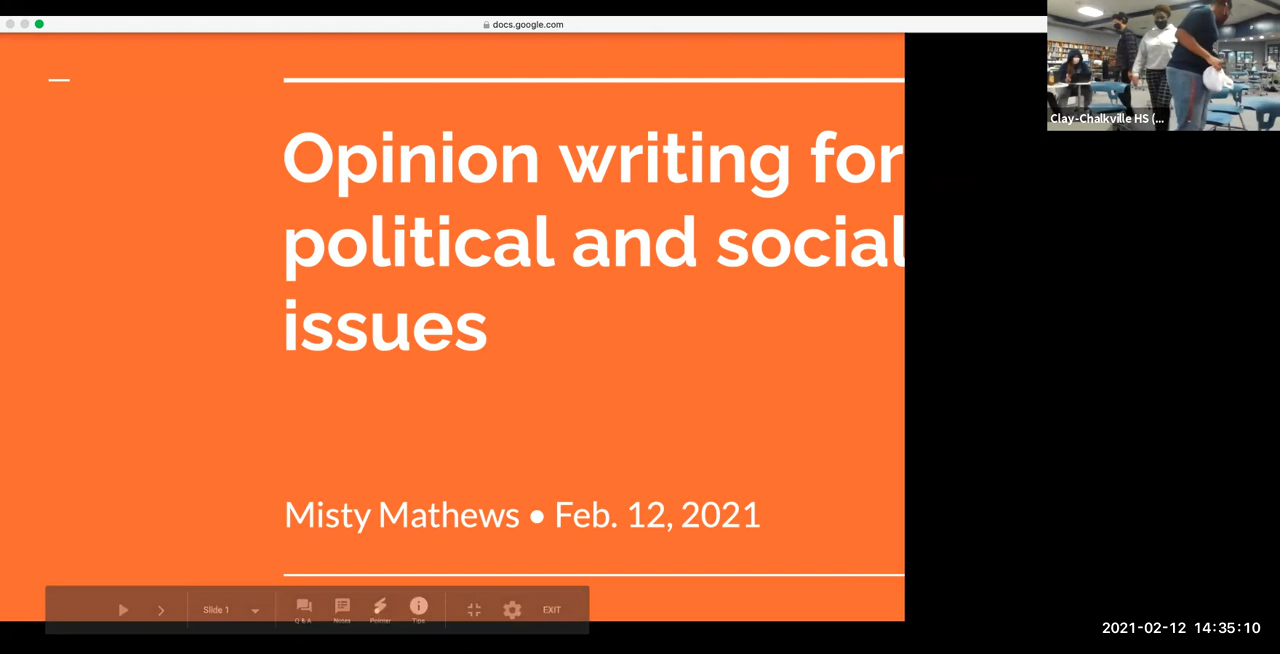 docs.google.com
Clay-Chalkville HS (...
Opinion writing for
political and social
issues
Misty Mathews • Feb. 12, 2021
Slide 1
Q & A
Notes
Pointer
Tips
EXIT
2021-02-12 14:35:10